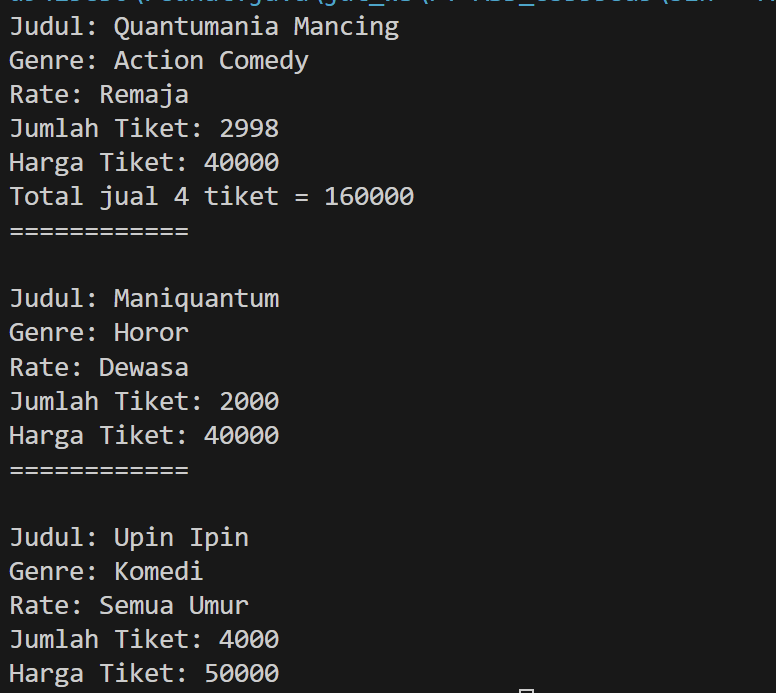 Judul: Quantumania Mancing
Genre: Action Comedy
Rate: Remaja
Jumlah Tiket: 2998
Harga Tiket: 40000
Total jual 4 tiket = 160000
============
Judul: Maniquantum
Genre: Horor
Rate: Dewasa
Jumlah Tiket: 2000
Harga Tiket: 40000
============
Judul: Upin Ipin
Genre: Komedi
Rate: Semua Umur
Jumlah Tiket: 4000
Harga Tiket: 50000